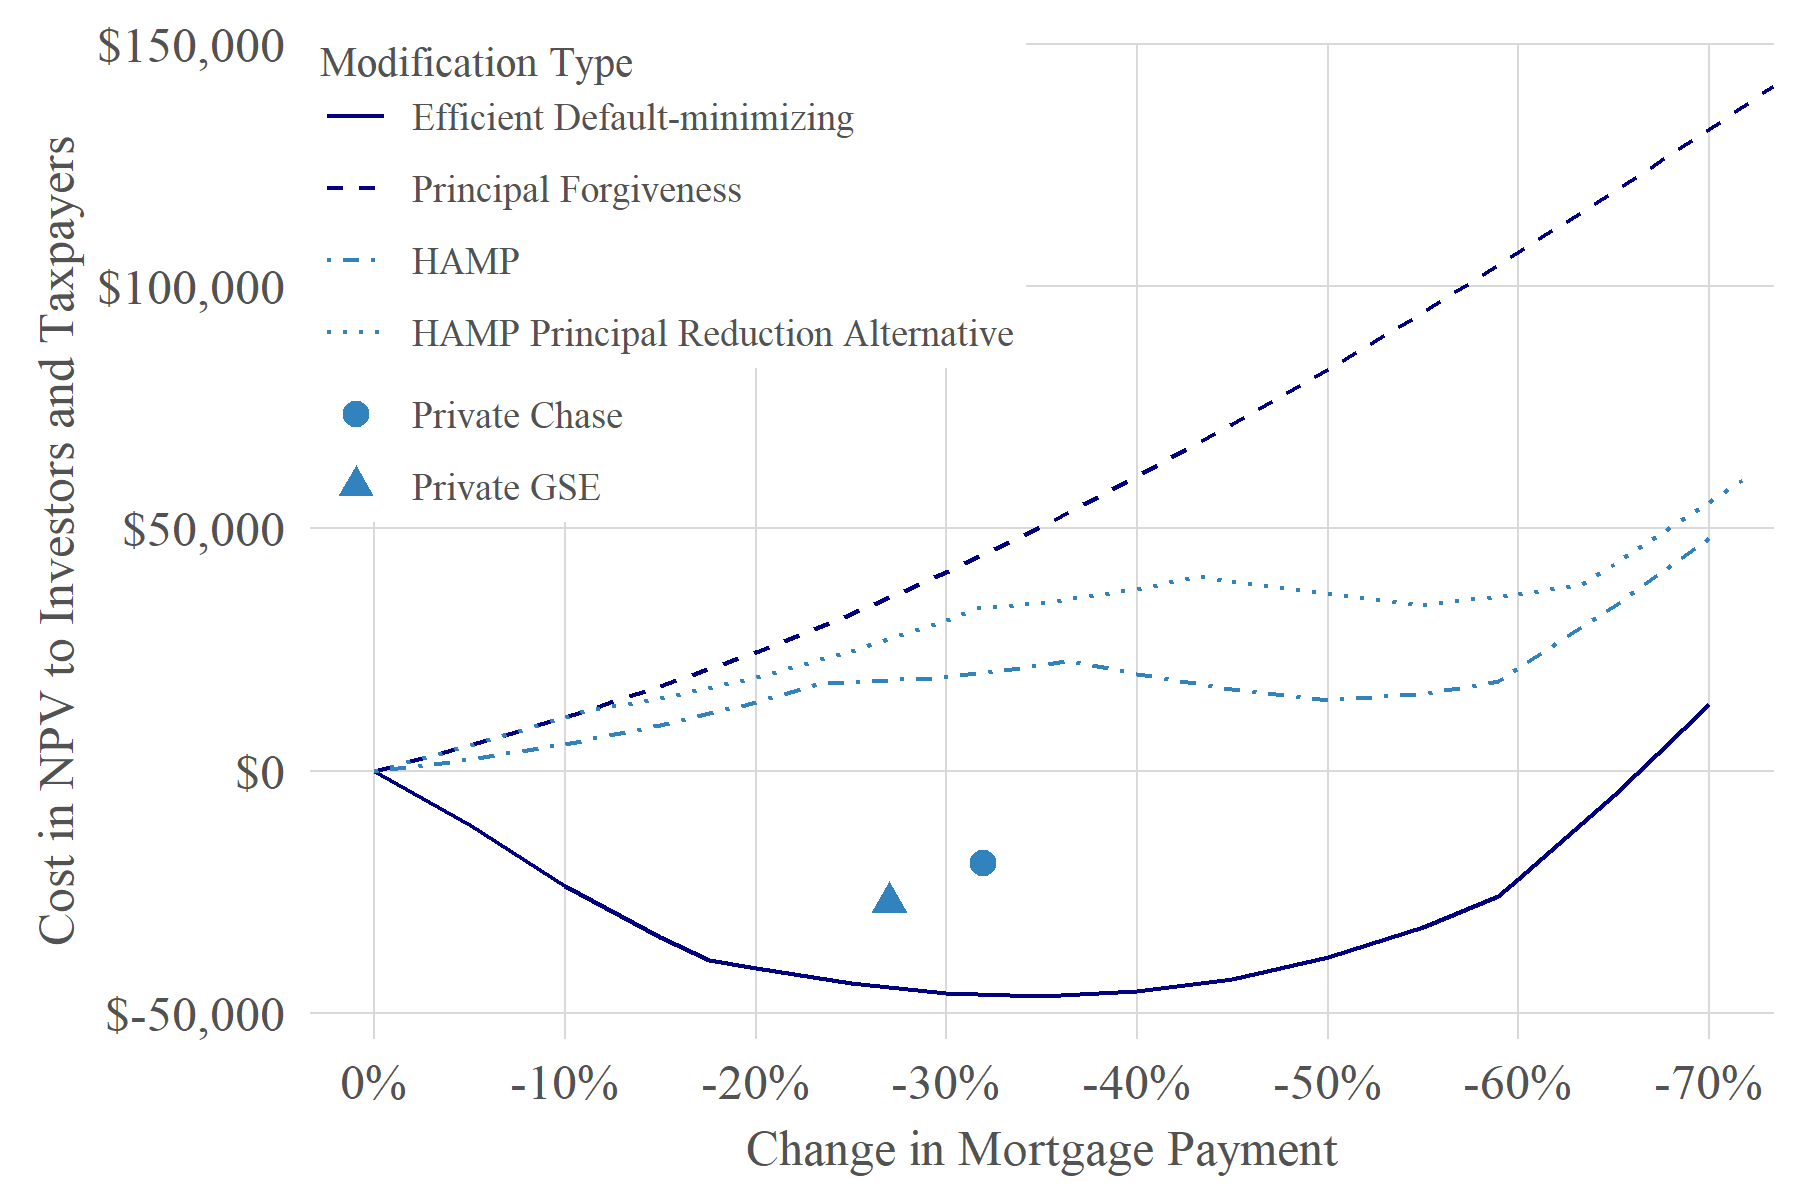 Modification Type
Efficient Default-minimizing
Principal Forgiveness
HAMP
HAMP Principal Reduction Alternative
Private Chase
Private GSE
Cost in NPV to Investors and Taxpayers
$150,000
$100,000
$50,000
$0
$-50,000
0% -10% -20% -30% -40% -50% -60% -70%
Change in Mortgage Payment